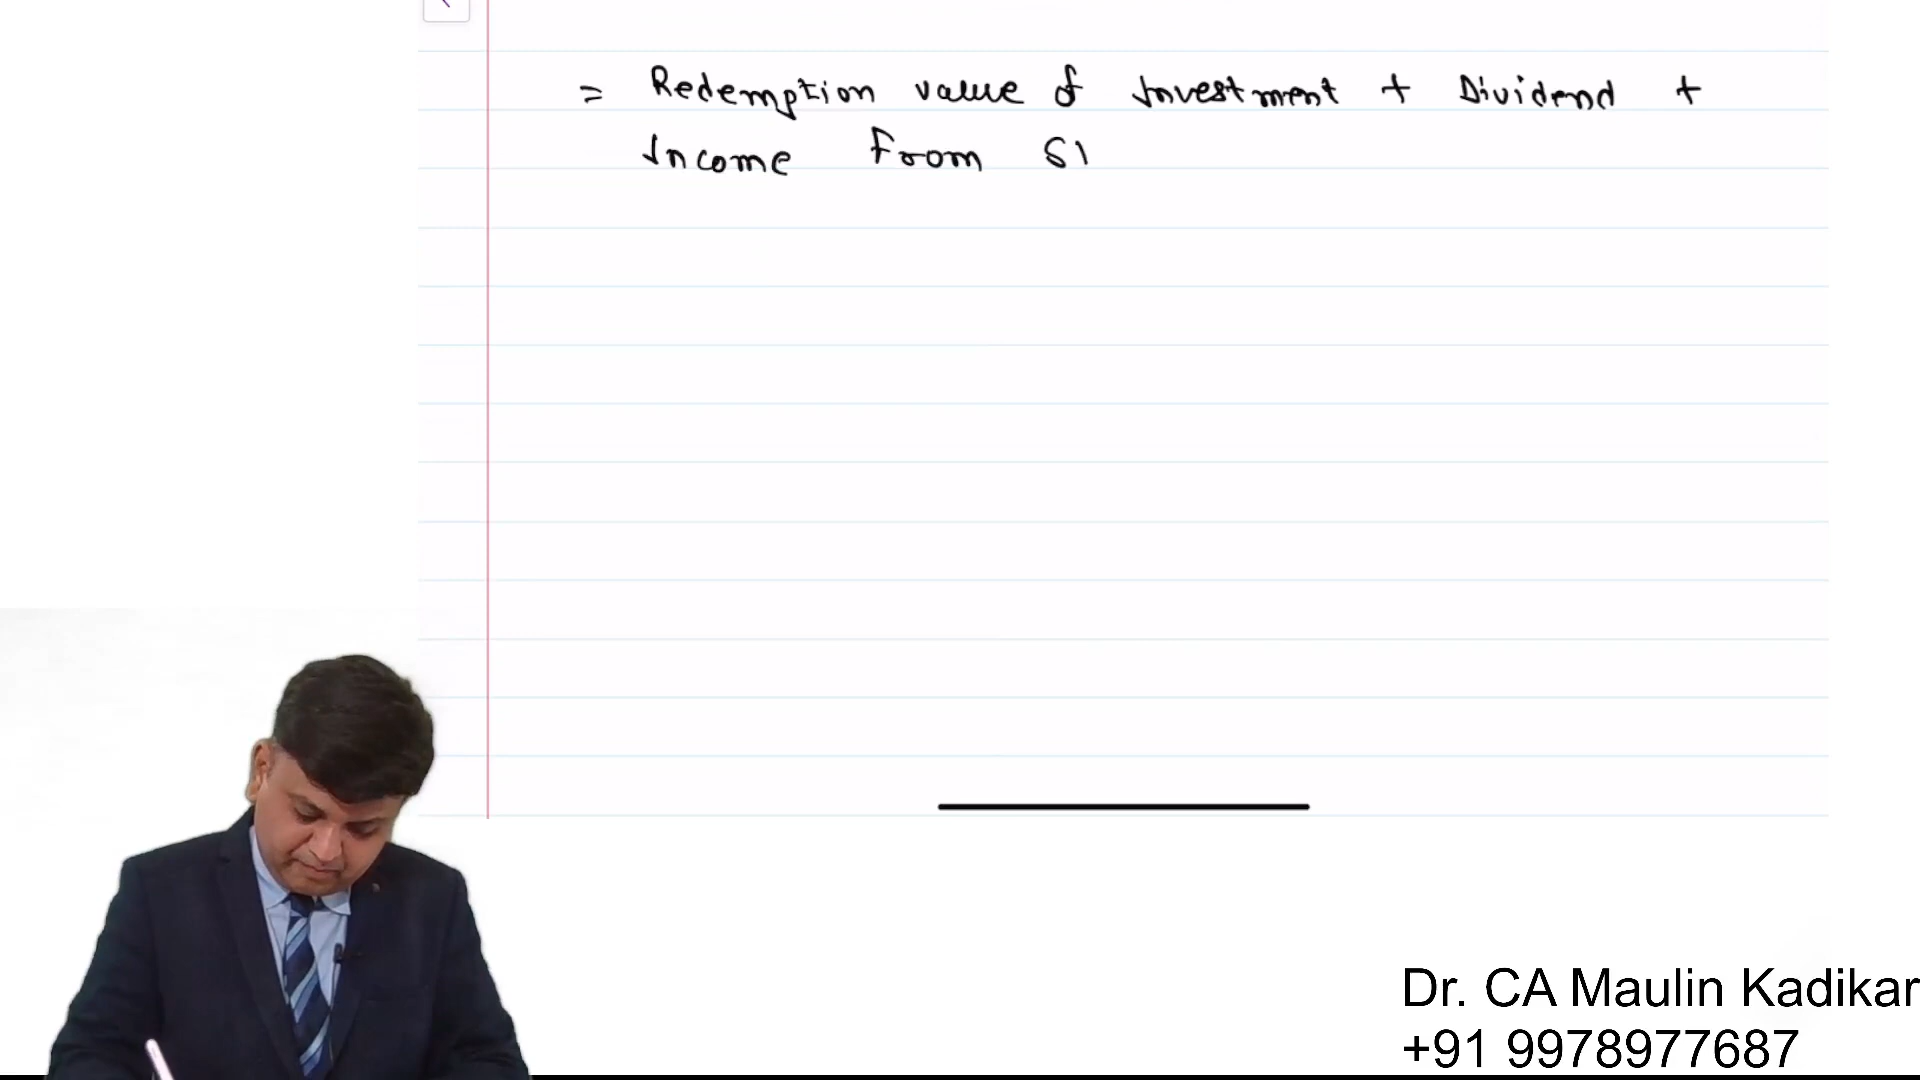 = Redemption value of Investment + Dividend +
Income From SI
Dr. CA Maulin Kadikar
+91 9978977687